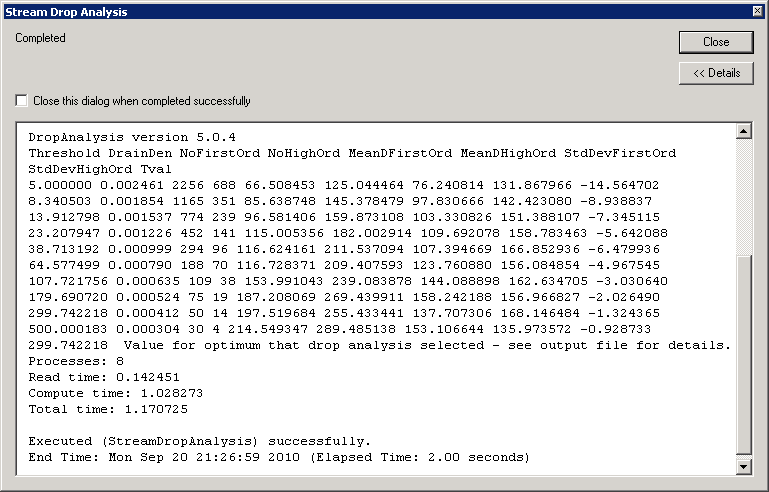 Stream Drop Analysis
Completed
Close
<< Details
Close this dialog when completed successfully
DropAnalysis version 5.0.4
Threshold DrainDen NoFirstOrd NoHighOrd MeanDFirstOrd MeanDHighOrd StdDevFirstOrd
StdDevHighOrd Tval
5.000000 0.002461 2256 688 66.508453 125.044464 76.240814 131.867966 -14.564702
8.340503 0.001854 1165 351 85.638748 145.378479 97.830666 142.423080 -8.938837
13.912798 0.001537 774 239 96.581406 159.873108 103.330826 151.388107 -7.345115
23.207947 0.001226 452 141 115.005356 182.002914 109.692078 158.783463 -5.642088
38.713192 0.000999 294 96 116.624161 211.537094 107.394669 166.852936 -6.479936
64.577499 0.000790 188 70 116.728371 209.407593 123.760880 156.084854 -4.967545
107.721756 0.000635 109 38 153.991043 239.083878 144.088898 162.634705 -3.030640
179.690720 0.000524 75 19 187.208069 269.439911 158.242188 156.966827 -2.026490
299.742218 0.000412 50 14 197.519684 255.433441 137.707306 168.146484 -1.324365
500.000183 0.000304 30 4 214.549347 289.485138 153.106644 135.973572 -0.928733
299.742218  Value for optimum that drop analysis selected - see output file for details.
Processes: 8
Read time: 0.142451
Compute time: 1.028273
Total time: 1.170725
Executed (StreamDropAnalysis) successfully.
End Time: Mon Sep 20 21:26:59 2010 (Elapsed Time: 2.00 seconds)